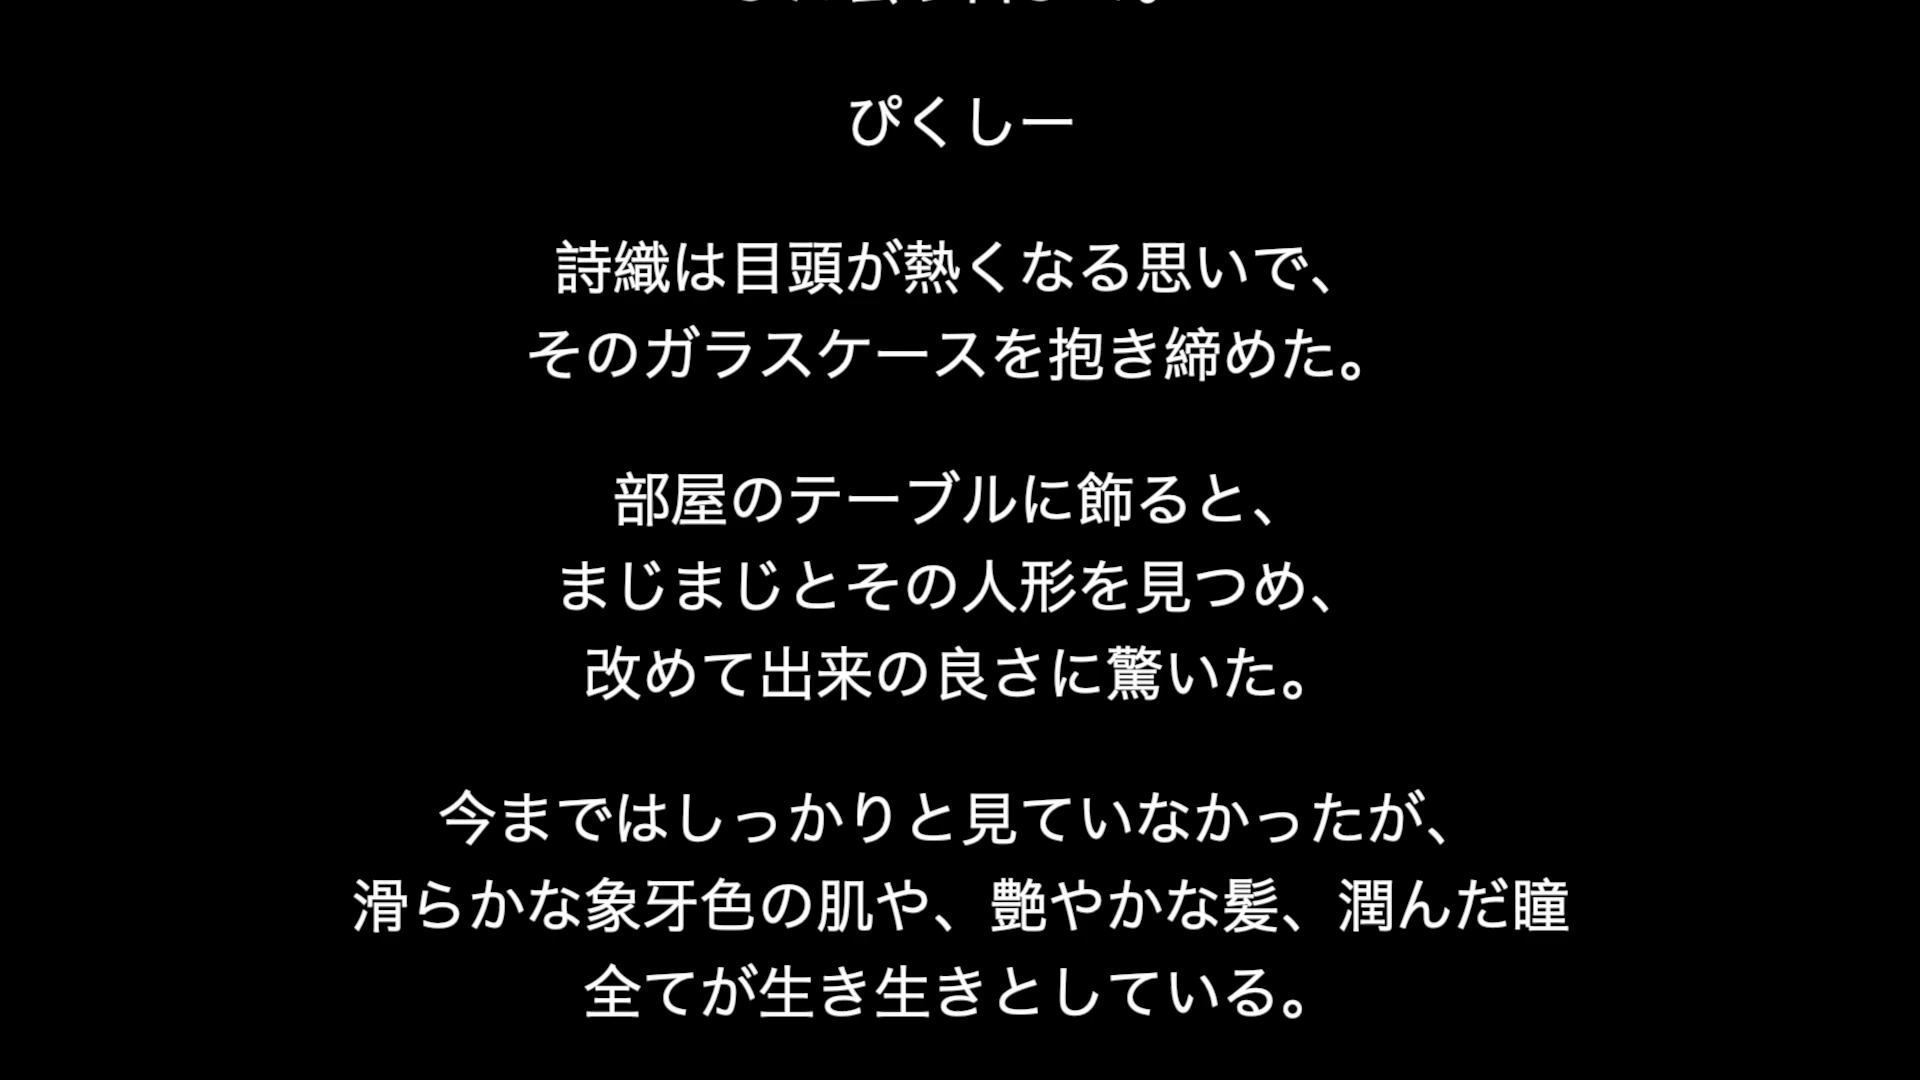 ぴくしー
詩織は目頭が熱くなる思いで、
そのガラスケースを抱き締めた。
部屋のテーブルに飾ると、
まじまじとその人形を見つめ、
改めて出来の良さに驚いた。
今まではしっかりと見ていなかったが、
滑らかな象牙色の肌や、艶やかな髪、潤んだ瞳
全てが生き生きとしている。